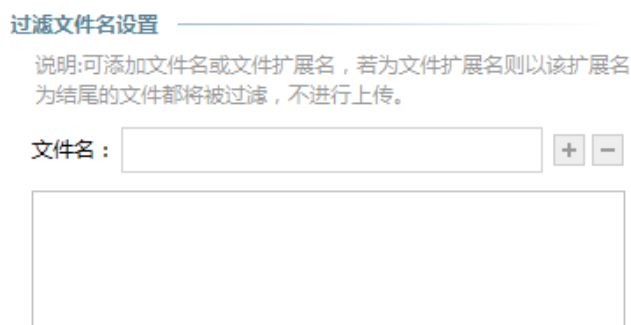 过滤文件名设置
说明:可添加文件名或文件扩展名，若为文件扩展名则以该扩展名
为结尾的文件都将被过滤，不进行上传。
文件名：